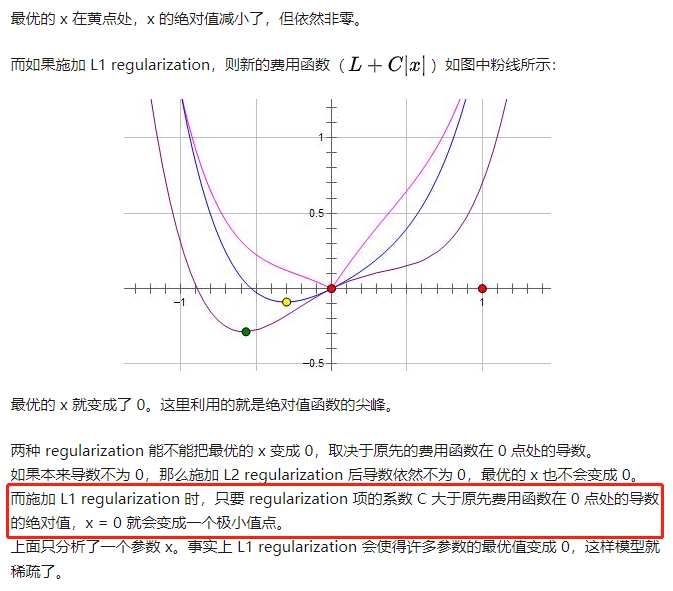 最优的 x 在黄点处，x 的绝对值减小了，但依然非零。
而如果施加 L1 regularization，则新的费用函数（L + C|x|）如图中粉线所示：
1
0.5
−1
1
−0.5
最优的 x 就变成了 0。这里利用的就是绝对值函数的尖峰。
两种 regularization 能不能把最优的 x 变成 0，取决于原先的费用函数在 0 点处的导数。
如果本来导数不为 0，那么施加 L2 regularization 后导数依然不为 0，最优的 x 也不会变成 0。
而施加 L1 regularization 时，只要 regularization 项的系数 C 大于原先费用函数在 0 点处的导数
的绝对值，x = 0 就会变成一个极小值点。
上面只分析了一个参数 x。事实上 L1 regularization 会使得许多参数的最优值变成 0，这样模型就
稀疏了。